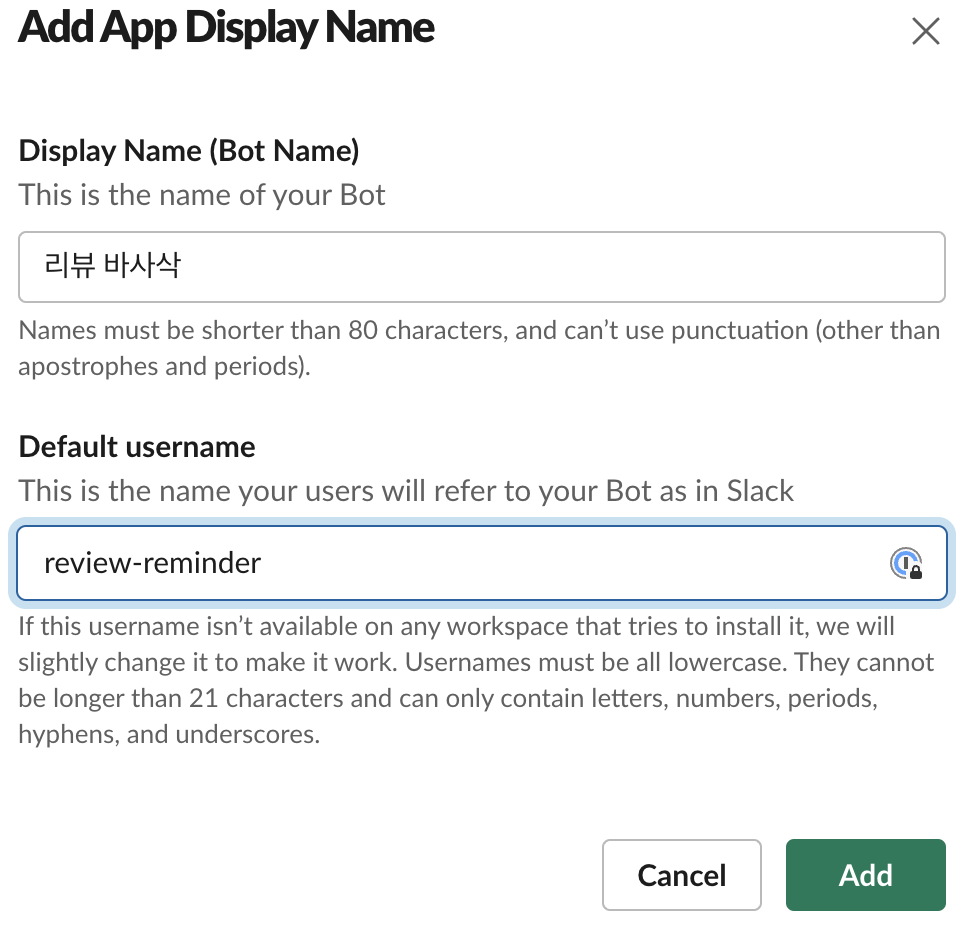 Add App Display Name
Display Name (Bot Name)
This is the name of your Bot
리뷰 바사삭
Names must be shorter than 80 characters, and can’t use punctuation (other than
apostrophes and periods).
Default username
This is the name your users will refer to your Bot as in Slack
review-reminder
If this username isn’t available on any workspace that tries to install it, we will
slightly change it to make it work. Usernames must be all lowercase. They cannot
be longer than 21 characters and can only contain letters, numbers, periods,
hyphens, and underscores.
Cancel
Add